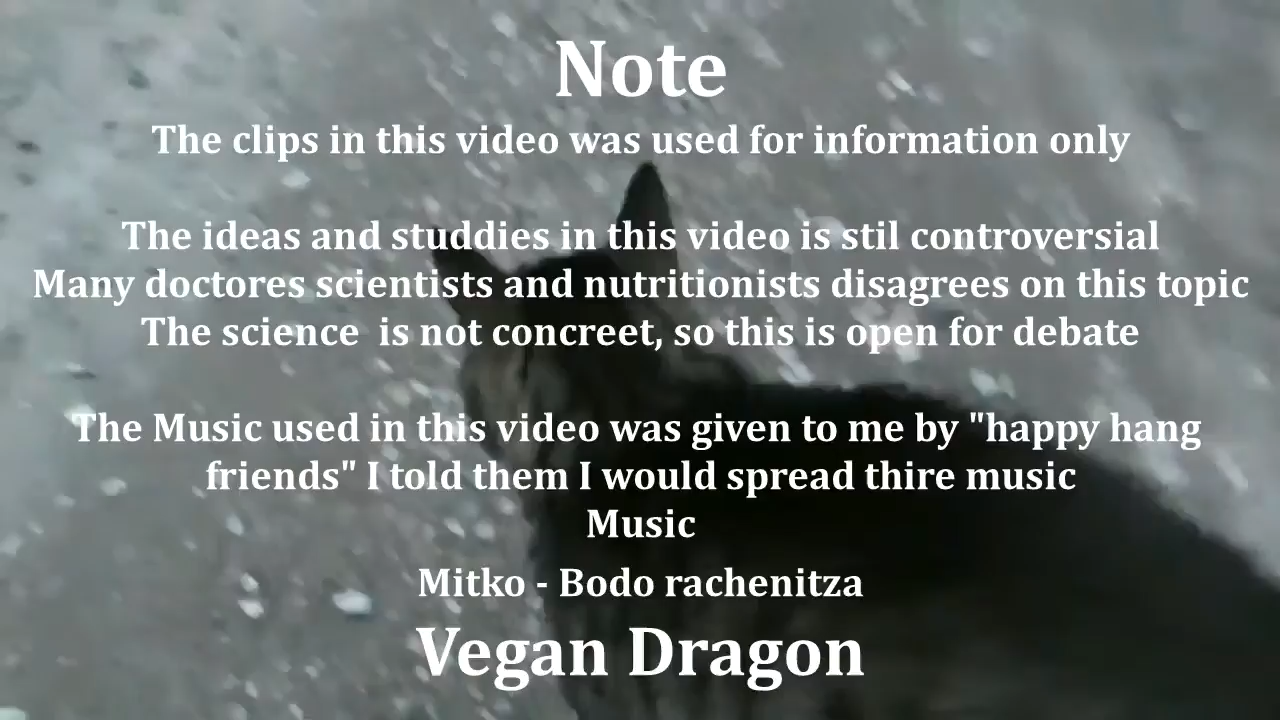 Note
The clips in this video was used for information only
The ideas and studdies in this video is stil controversial
Many doctores scientists and nutritionists disagrees on this topic
The science  is not concreet, so this is open for debate
The Music used in this video was given to me by "happy hang
friends" I told them I would spread thire music
Music
Mitko - Bodo rachenitza
Vegan Dragon